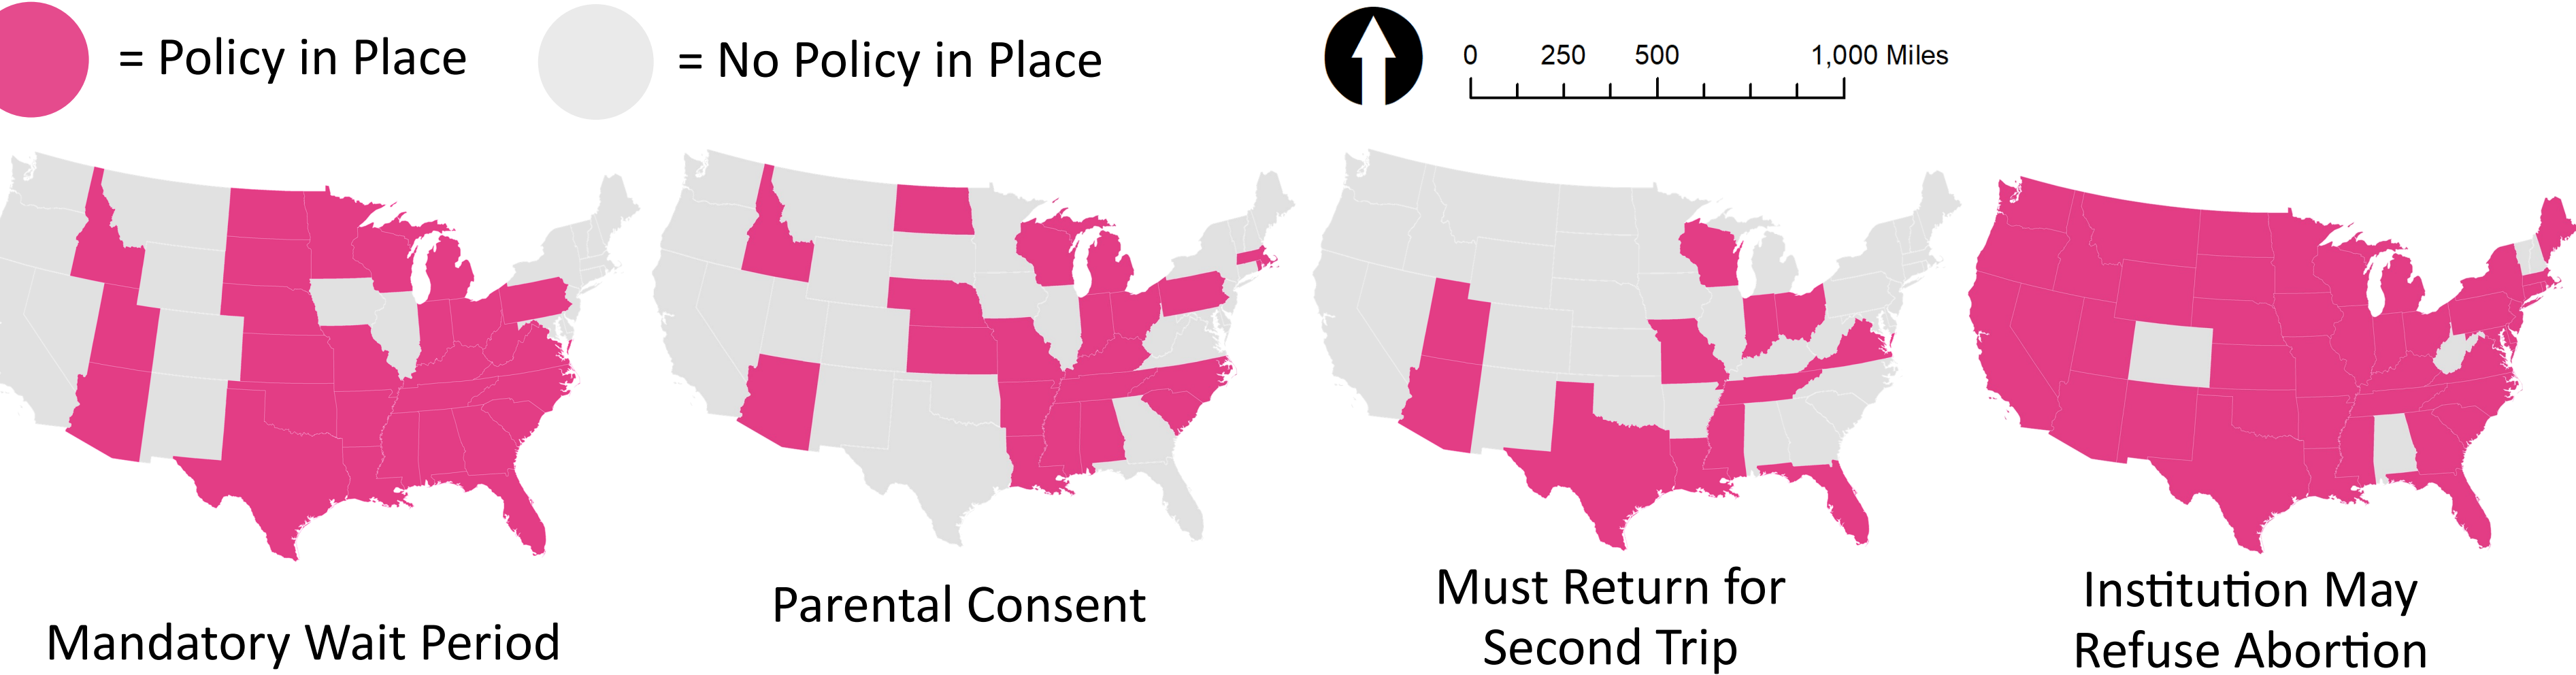 = Policy in Place
= No Policy in Place
0 250 500 1,000 Miles
Mandatory Wait Period
Parental Consent
Must Return for
Second Trip
Institution May
Refuse Abortion